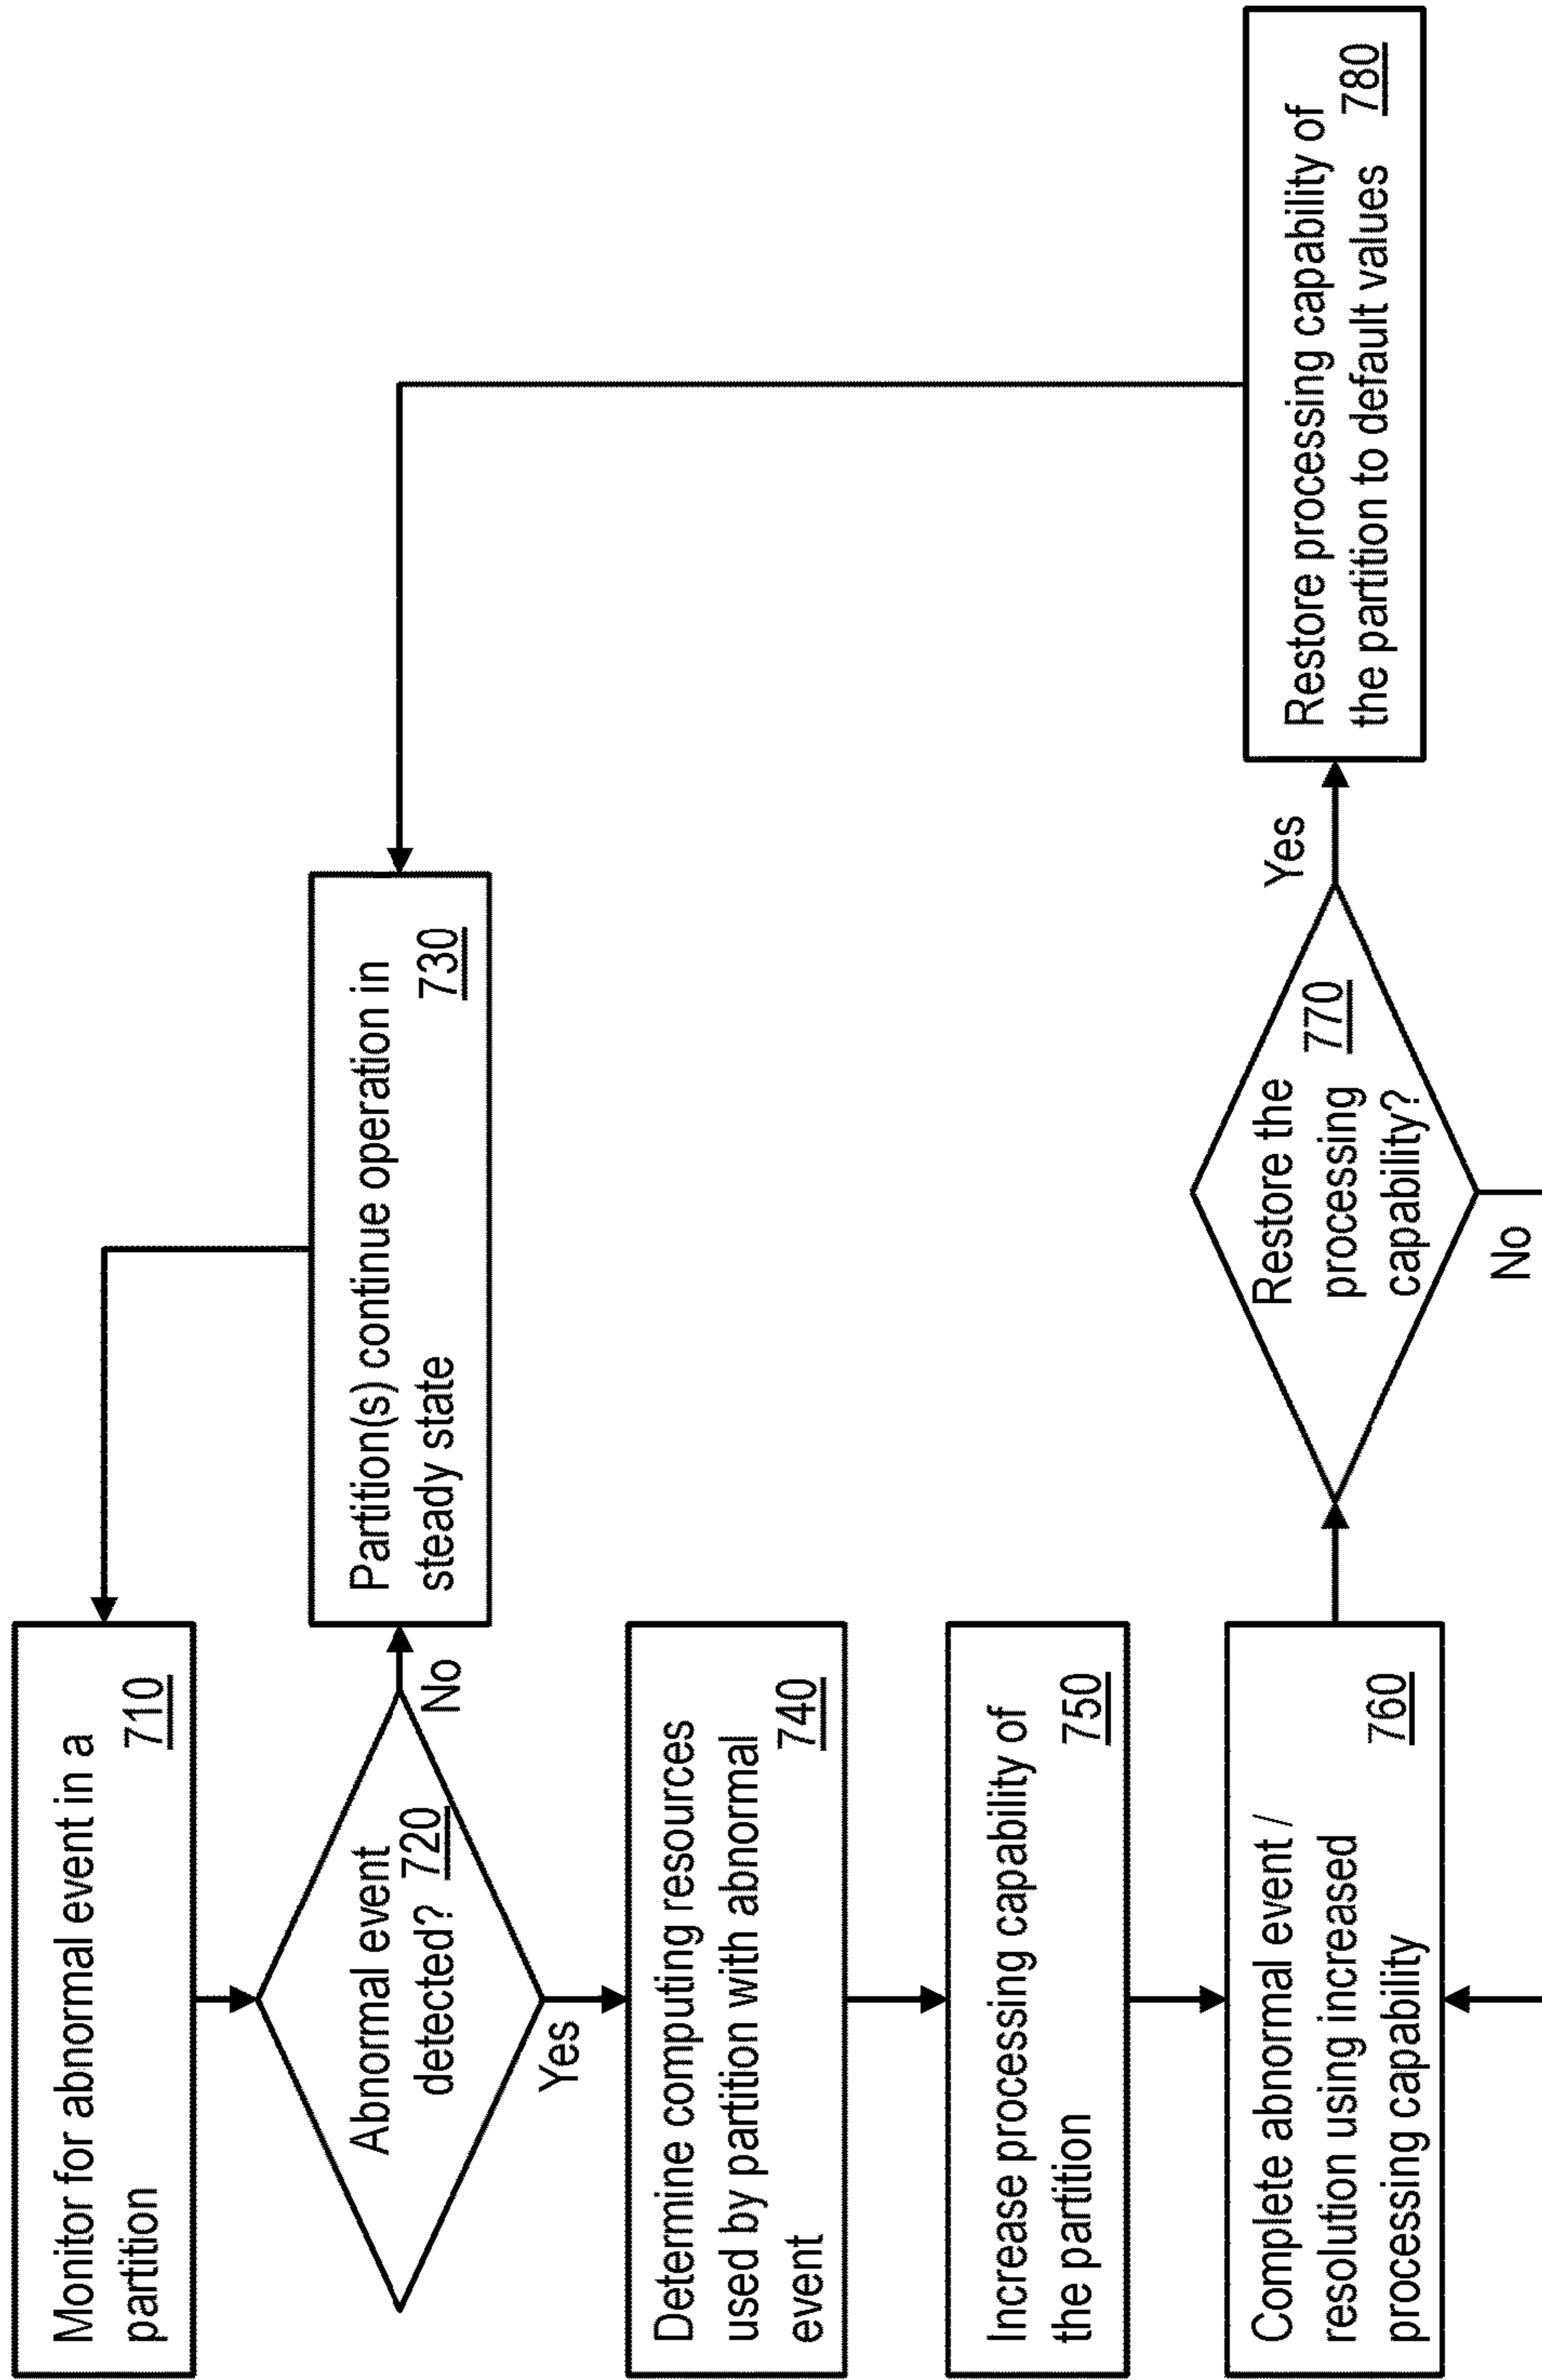 Monitor for abnormal event in a
partition 710
Abnormal event
detected? 720
No
Yes
Partition(s) continue operation in
steady state 730
Determine computing resources
used by partition with abnormal
event 740
Increase processing capability of
the partition 750
Complete abnormal event /
resolution using increased
processing capability 760
Restore the
processing 770
capability?
Yes
No
Restore processing capability of
the partition to default values 780